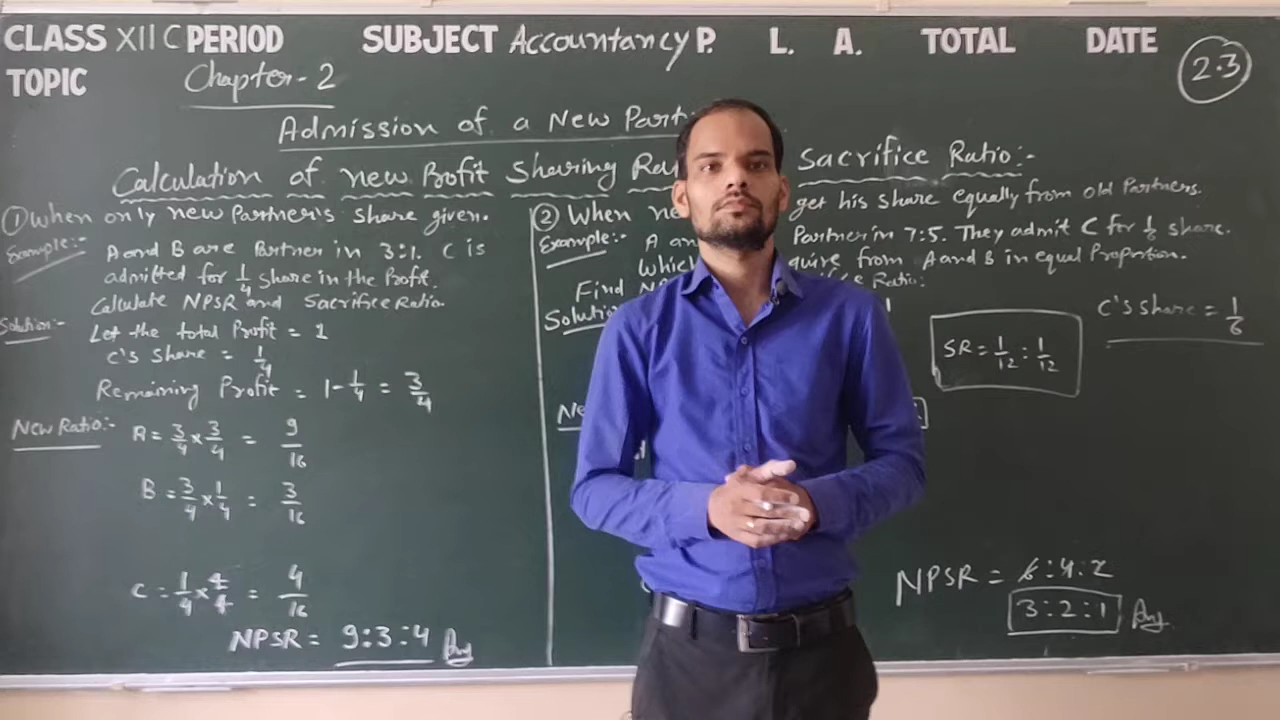 CLASS XII C PERIOD SUBJECT Accountancy P. L. A. TOTAL DATE
TOPIC Chapter-2
2.3
Admission of a New
Calculation of new Profit Sharing Sacrifice Ratio:-
① When only new Partner's share given.
Example:- A and B are Partner in 3:1. C is
admitted for 1/4 share in the Profit.
Calculate NPSR and Sacrifice Ratio
Solution:- Let the total Profit = 1
C's share = 1/4
Remaining Profit = 1-1/4 = 3/4
New Ratio:- A = 3/4 × 3/4 = 9/16
B = 3/4 × 1/4 = 3/16
C = 1/4 × 4/4 = 4/16
NPSR = 9:3:4 Ans
② When get his share equally from old Partners.
Example:- A Partner in 7:5. They admit C for 1/6 share.
which from A and B in equal Proportion.
Find Ratio:
Solution
1
SR = 1/12 : 1/12
C's share = 1/6
NPSR = 6:4:2
3:2:1 Ans